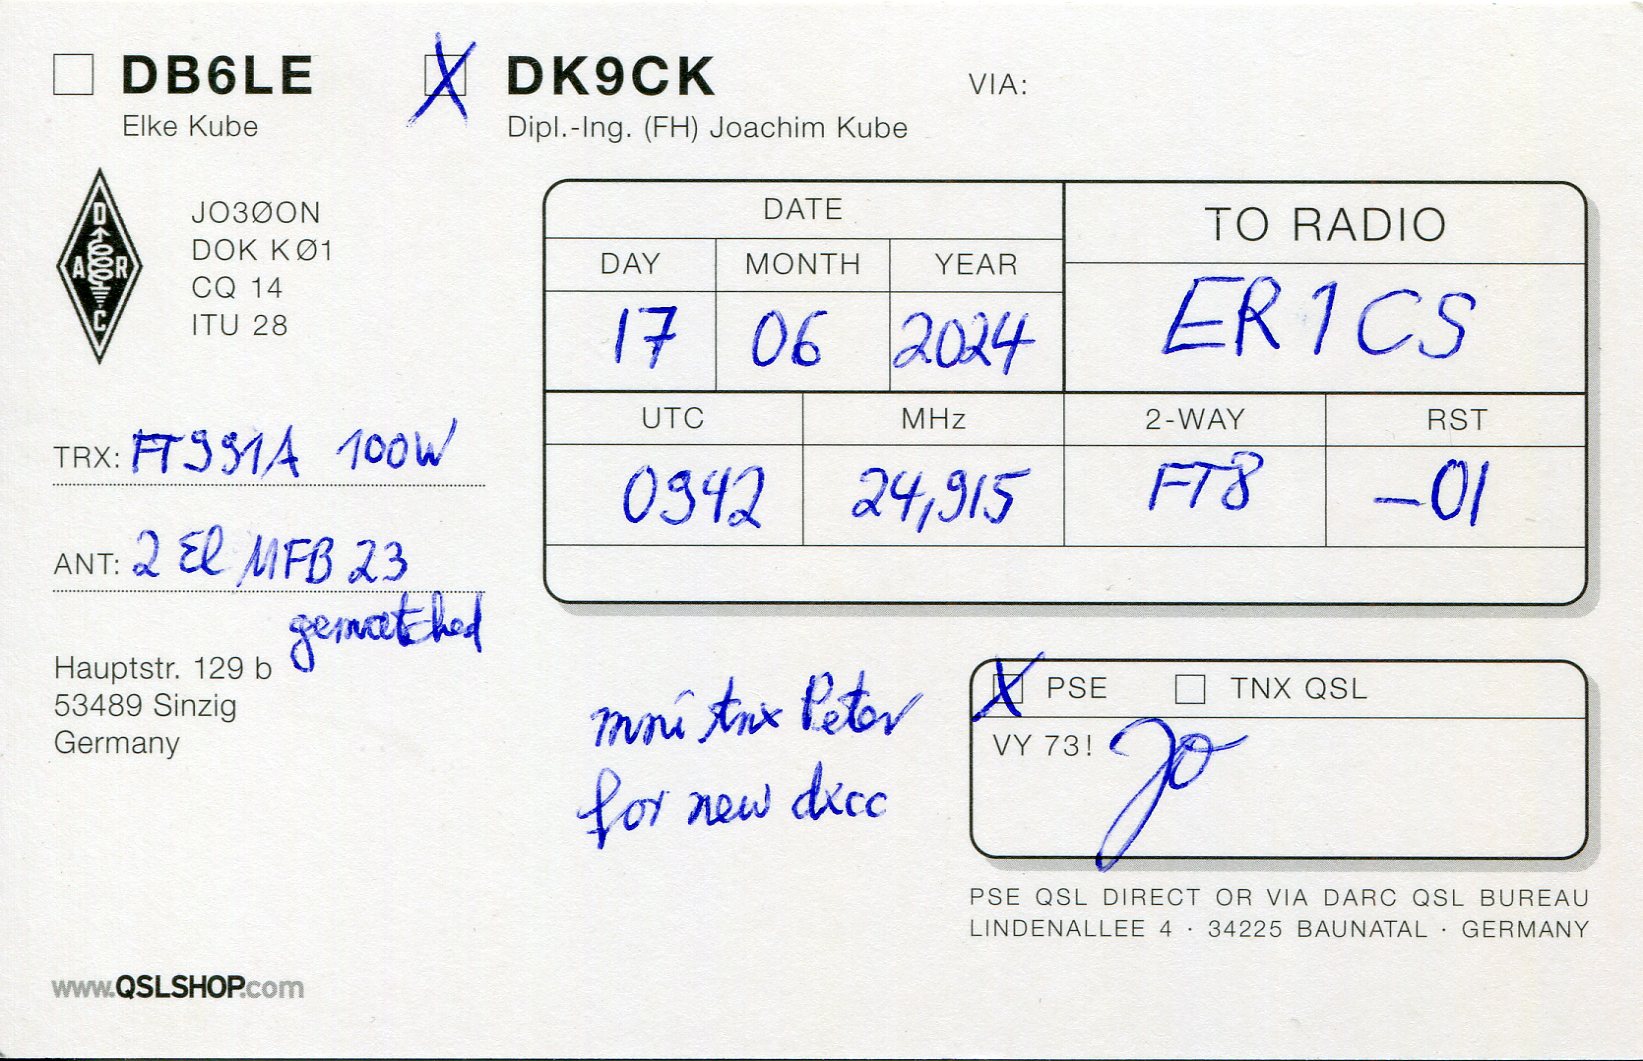 DB6LE
Elke Kube
X DK9CK
Dipl.-Ing. (FH) Joachim Kube
VIA:
D
A R
C
JO3ØON
DOK KØ1
CQ 14
ITU 28
DATE
DAY MONTH YEAR
17 06 2024
TO RADIO
ER1CS
UTC MHz 2-WAY RST
0942 24,915 FT8 -01
TRX: FT991A 100W
ANT: 2 El MFB 23
gematched
Hauptstr. 129 b
53489 Sinzig
Germany
mni tnx Peter
for new dxcc
X PSE TNX QSL
VY 73! Jo
PSE QSL DIRECT OR VIA DARC QSL BUREAU
LINDENALLEE 4 · 34225 BAUNATAL · GERMANY
www.QSLSHOP.com